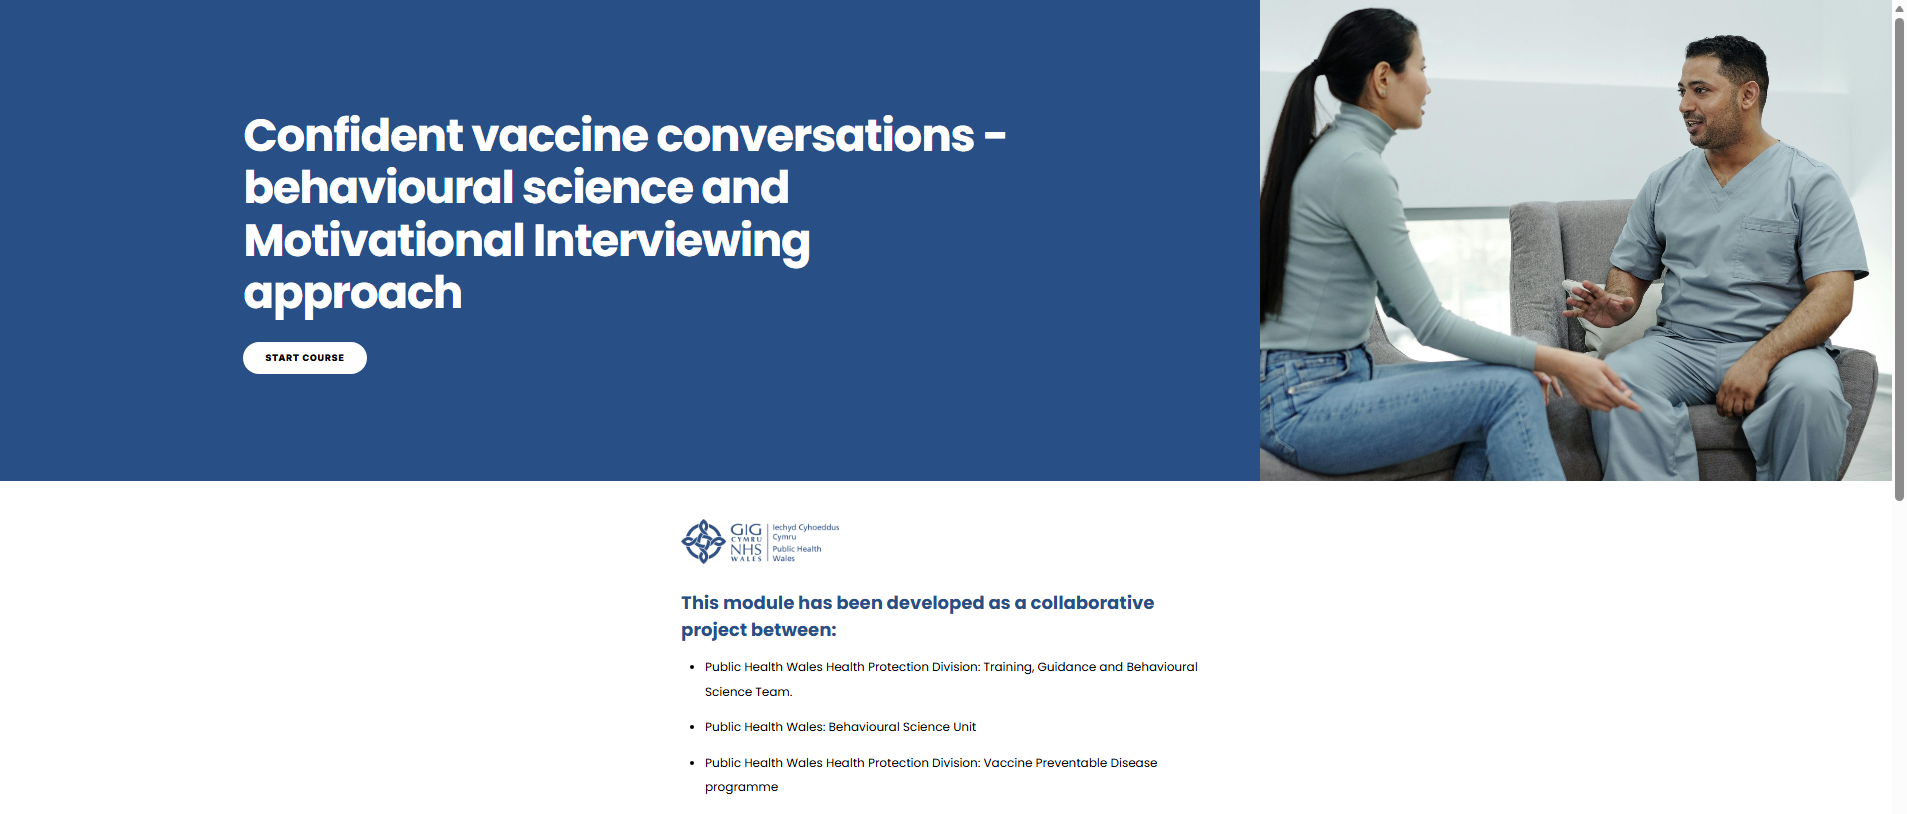 Confident vaccine conversations -
behavioural science and
Motivational Interviewing
approach
START COURSE
GIG
CYMRU
NHS
WALES
Iechyd Cyhoeddus
Cymru
Public Health
Wales
This module has been developed as a collaborative
project between:
• Public Health Wales Health Protection Division: Training, Guidance and Behavioural
Science Team.
• Public Health Wales: Behavioural Science Unit
• Public Health Wales Health Protection Division: Vaccine Preventable Disease
programme